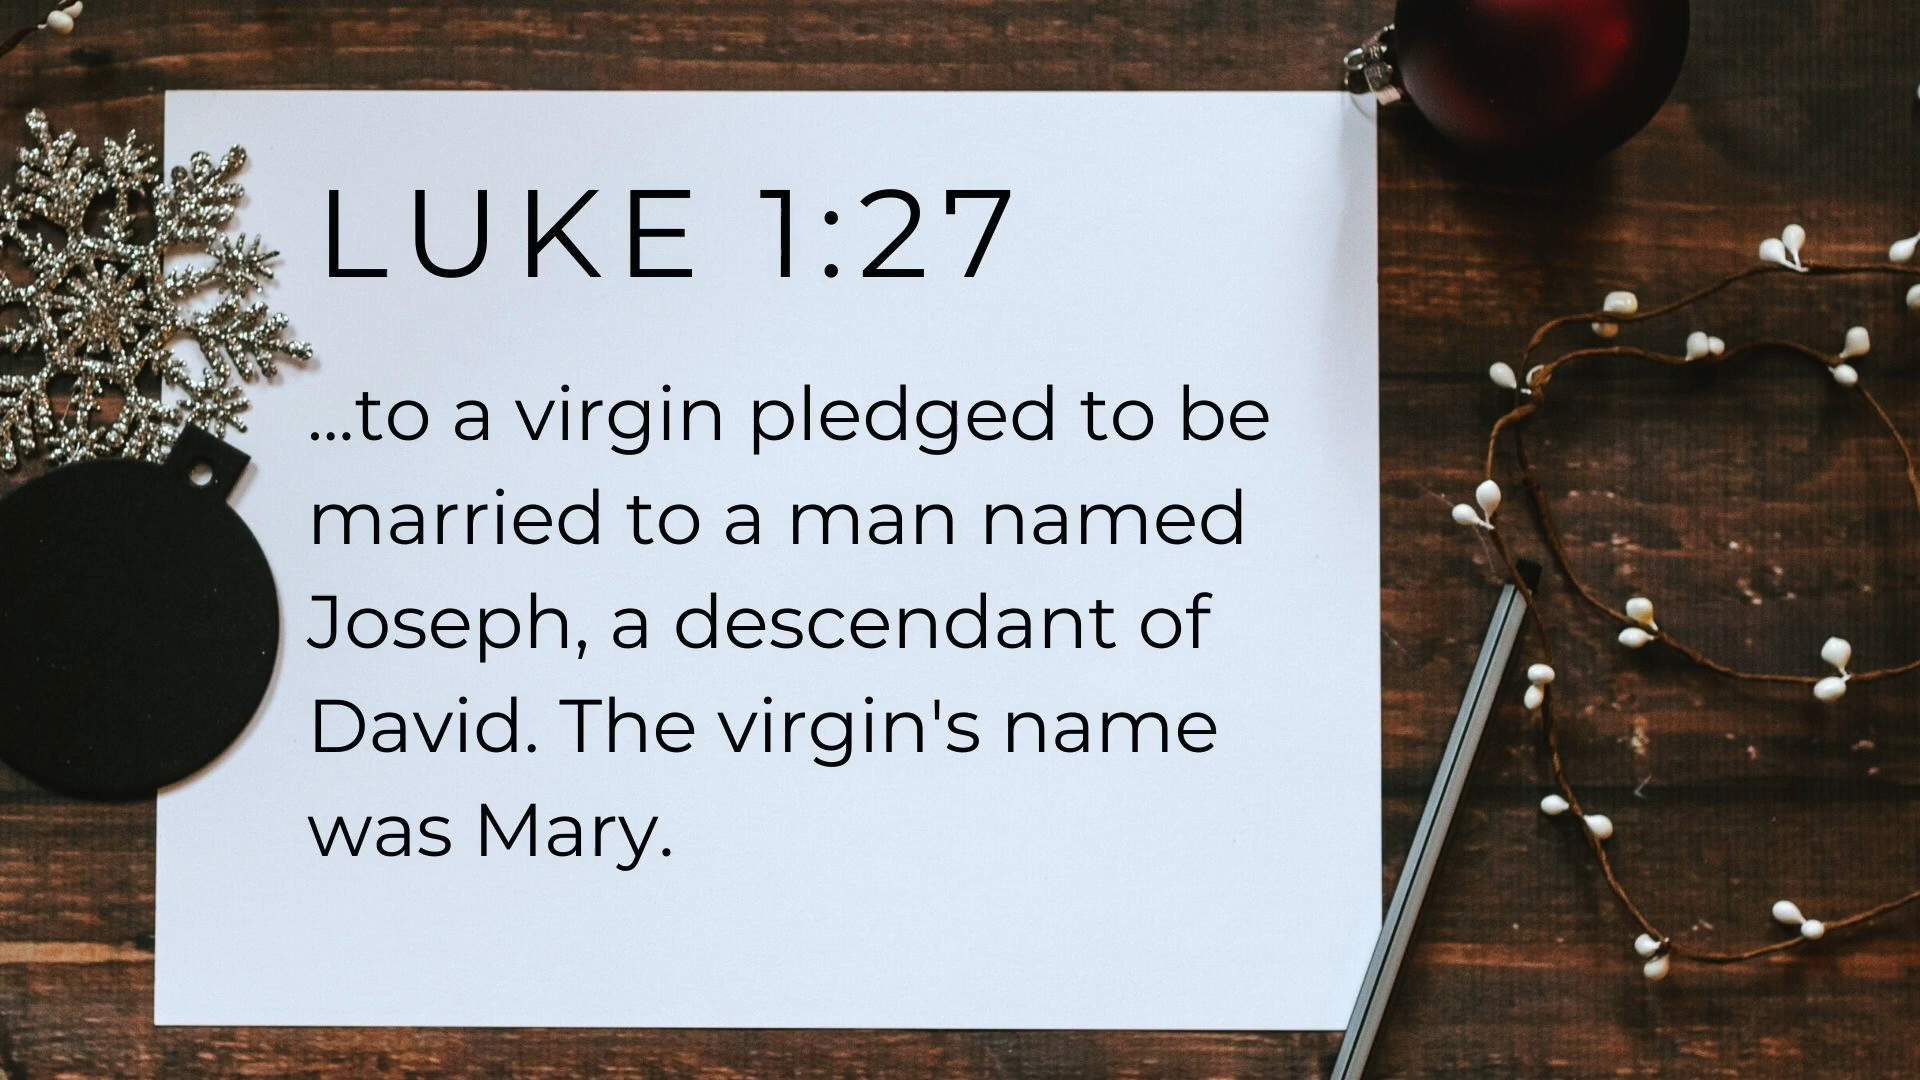 LUKE 1:27
...to a virgin pledged to be
married to a man named
Joseph, a descendant of
David. The virgin's name
was Mary.